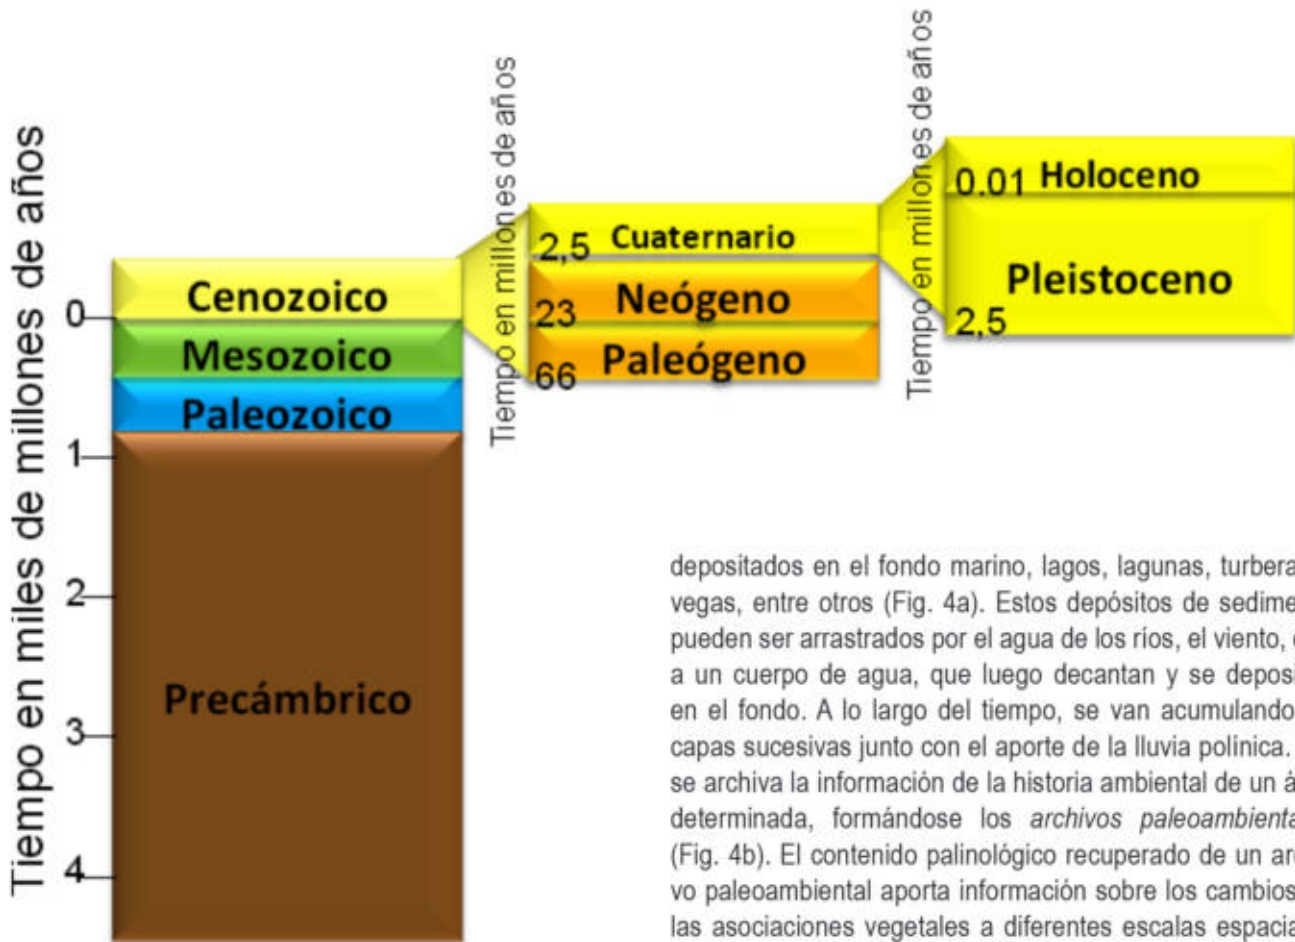 Tiempo en miles de millones de años
0
1
2
3
4
Cenozoico
Mesozoico
Paleozoico
Precámbrico
Tiempo en millones de años
2,5 Cuaternario
23 Neógeno
66 Paleógeno
Tiempo en millones de años
0.01 Holoceno
Pleistoceno
2,5
depositados en el fondo marino, lagos, lagunas,
vegas, entre otros (Fig. 4a). Estos depósitos de
pueden ser arrastrados por el agua de los ríos, el viento,
a un cuerpo de agua, que luego decantan y se
en el fondo. A lo largo del tiempo, se van acumulando
capas sucesivas junto con el aporte de la lluvia polínica.
se archiva la información de la historia ambiental de un
determinada, formándose los archivos
(Fig. 4b). El contenido palinológico recuperado de un
vo paleoambiental aporta información sobre los cambios
las asociaciones vegetales a diferentes escalas